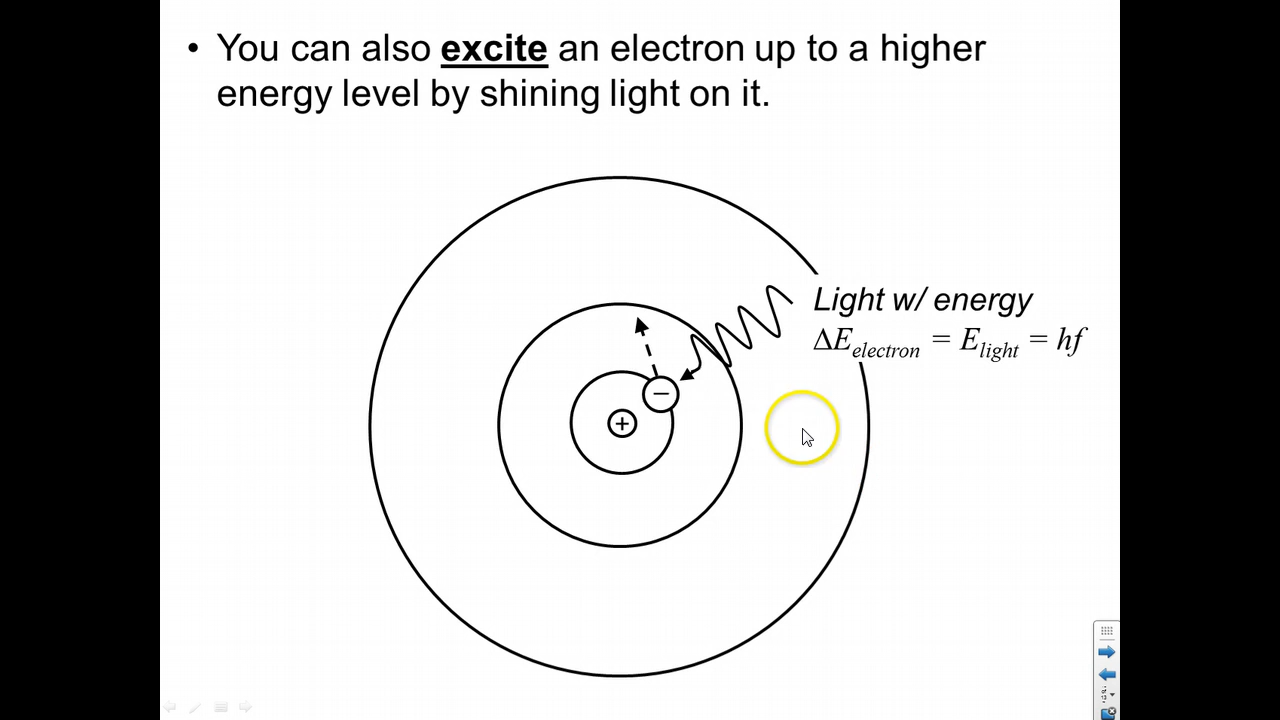 • You can also excite an electron up to a higher
energy level by shining light on it.
Light w/ energy
ΔE_electron = E_light = hf
−
+